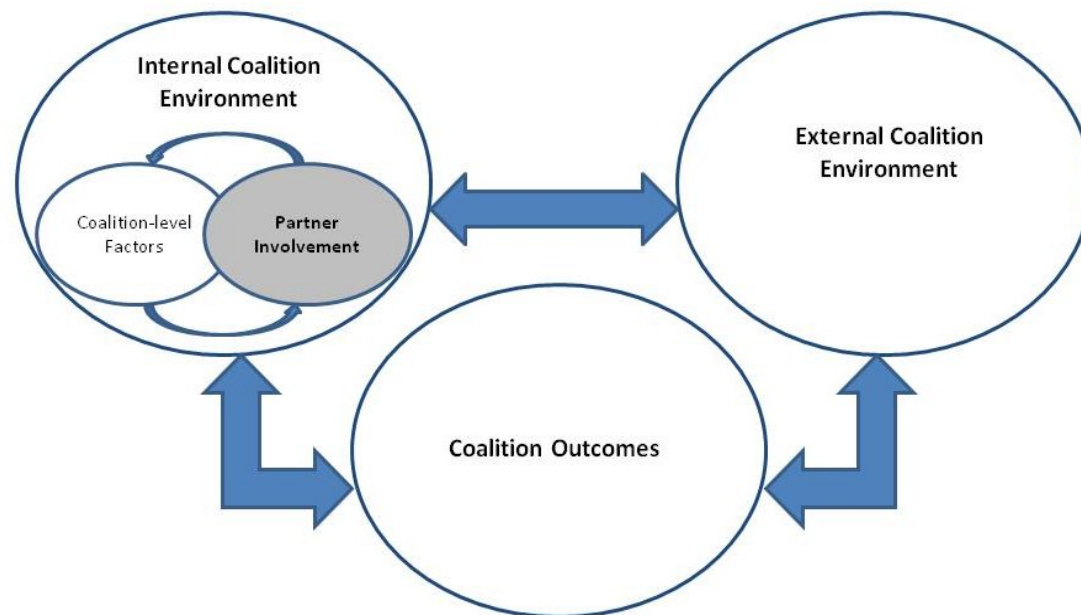 Internal Coalition
Environment
Coalition-level
Factors
Partner
Involvement
External Coalition
Environment
Coalition Outcomes